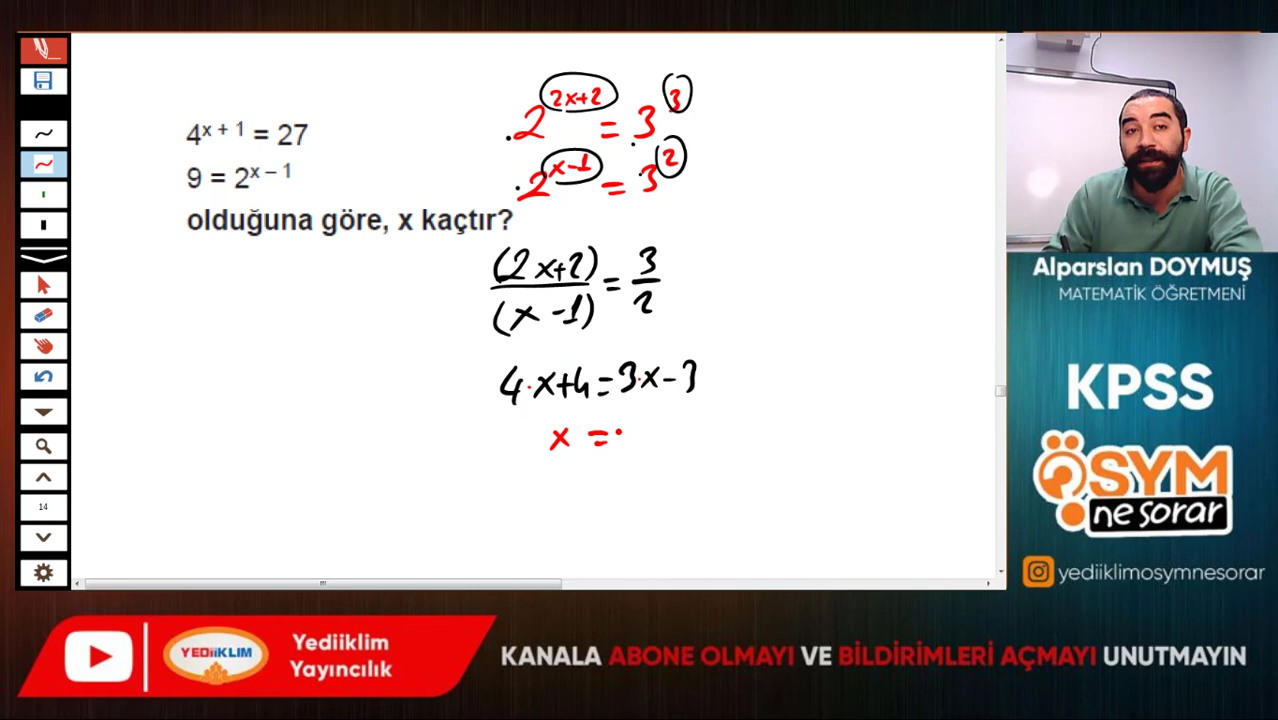 4^{x + 1} = 27
9 = 2^{x – 1}
olduğuna göre, x kaçtır?
2^{2x+2} = 3^{3}
2^{x-1} = 3^{2}
(2x+2)/(x-1) = 3/2
4·x+4=3·x-3
x =
14
Alparslan DOYMUŞ
MATEMATİK ÖĞRETMENİ
KPSS
ÖSYM
ne sorar
yediiklimosymnesorar
YEDİİKLİM
Yediiklim
Yayıncılık
KANALA ABONE OLMAYI VE BİLDİRİMLERİ AÇMAYI UNUTMAYIN